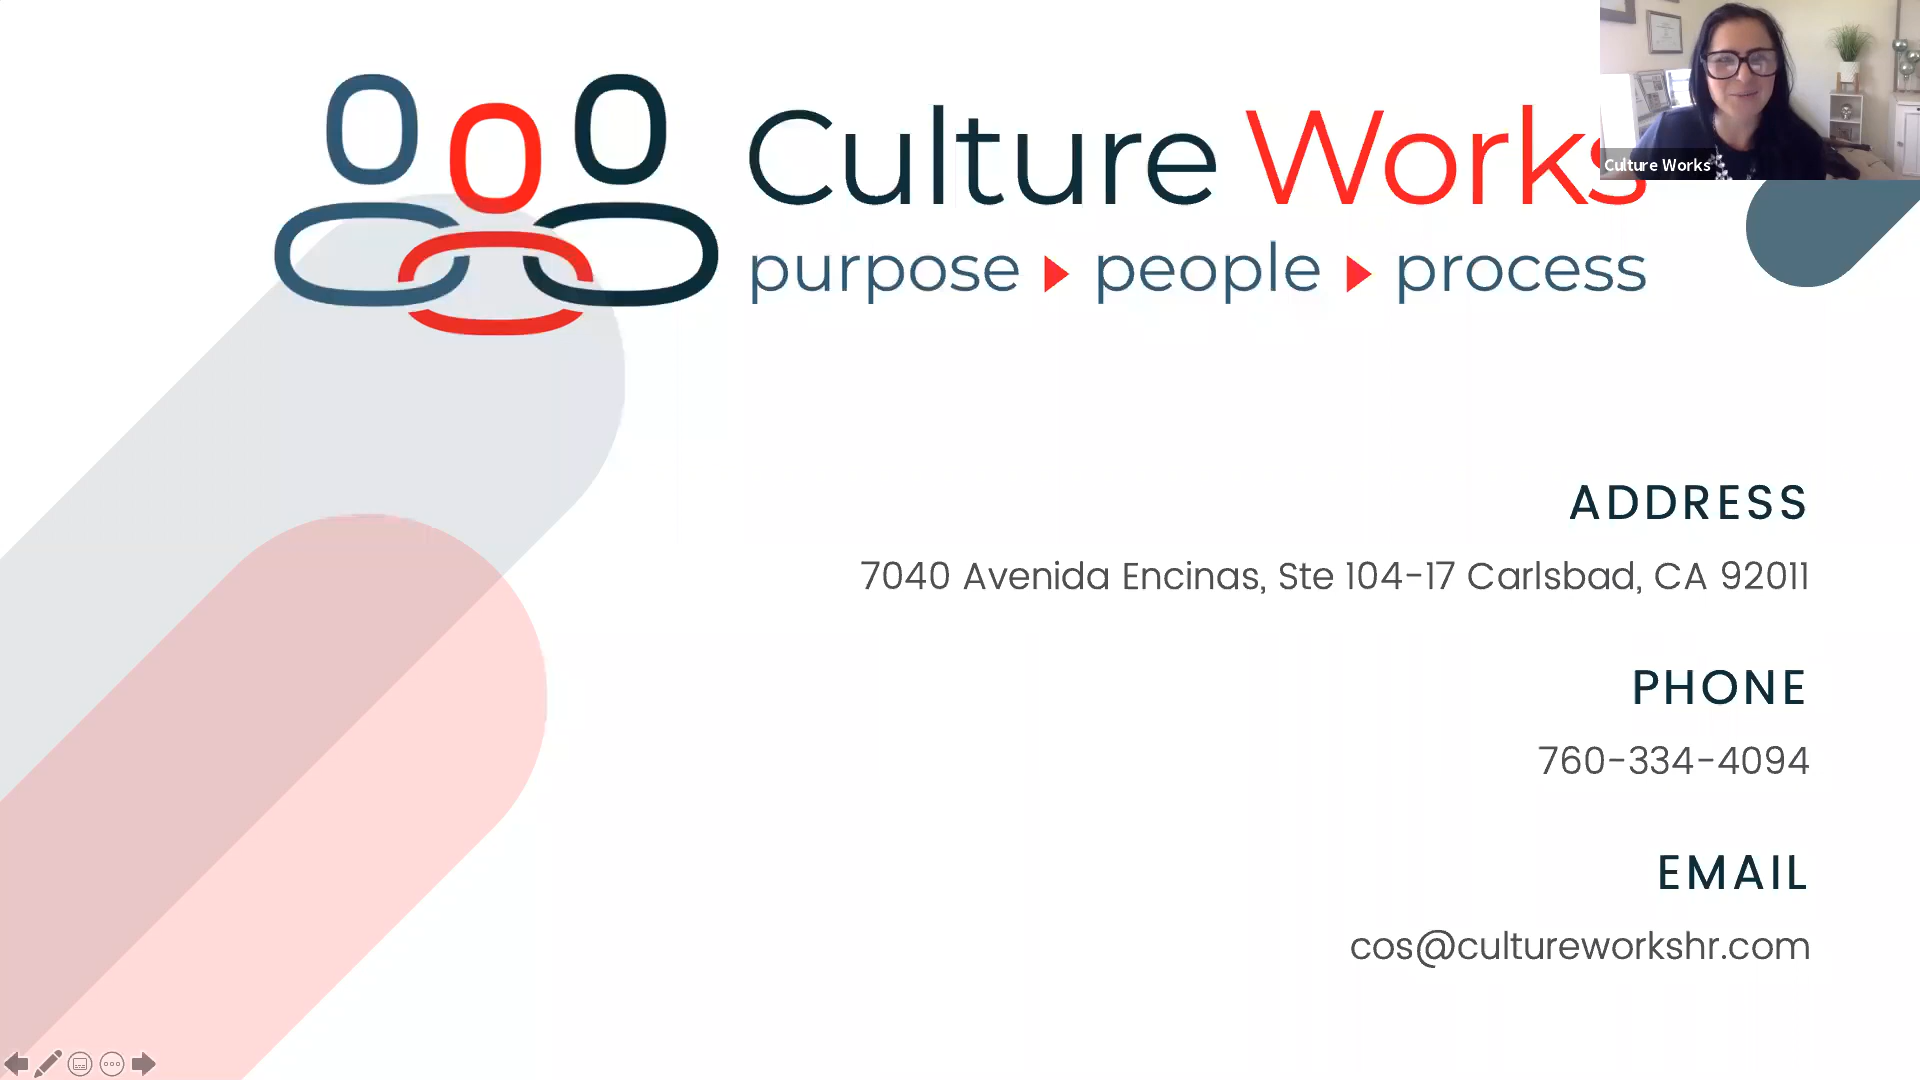 Culture Works
purpose ▶ people ▶ process
Culture Works
ADDRESS
7040 Avenida Encinas, Ste 104-17 Carlsbad, CA 92011
PHONE
760-334-4094
EMAIL
cos@cultureworkshr.com